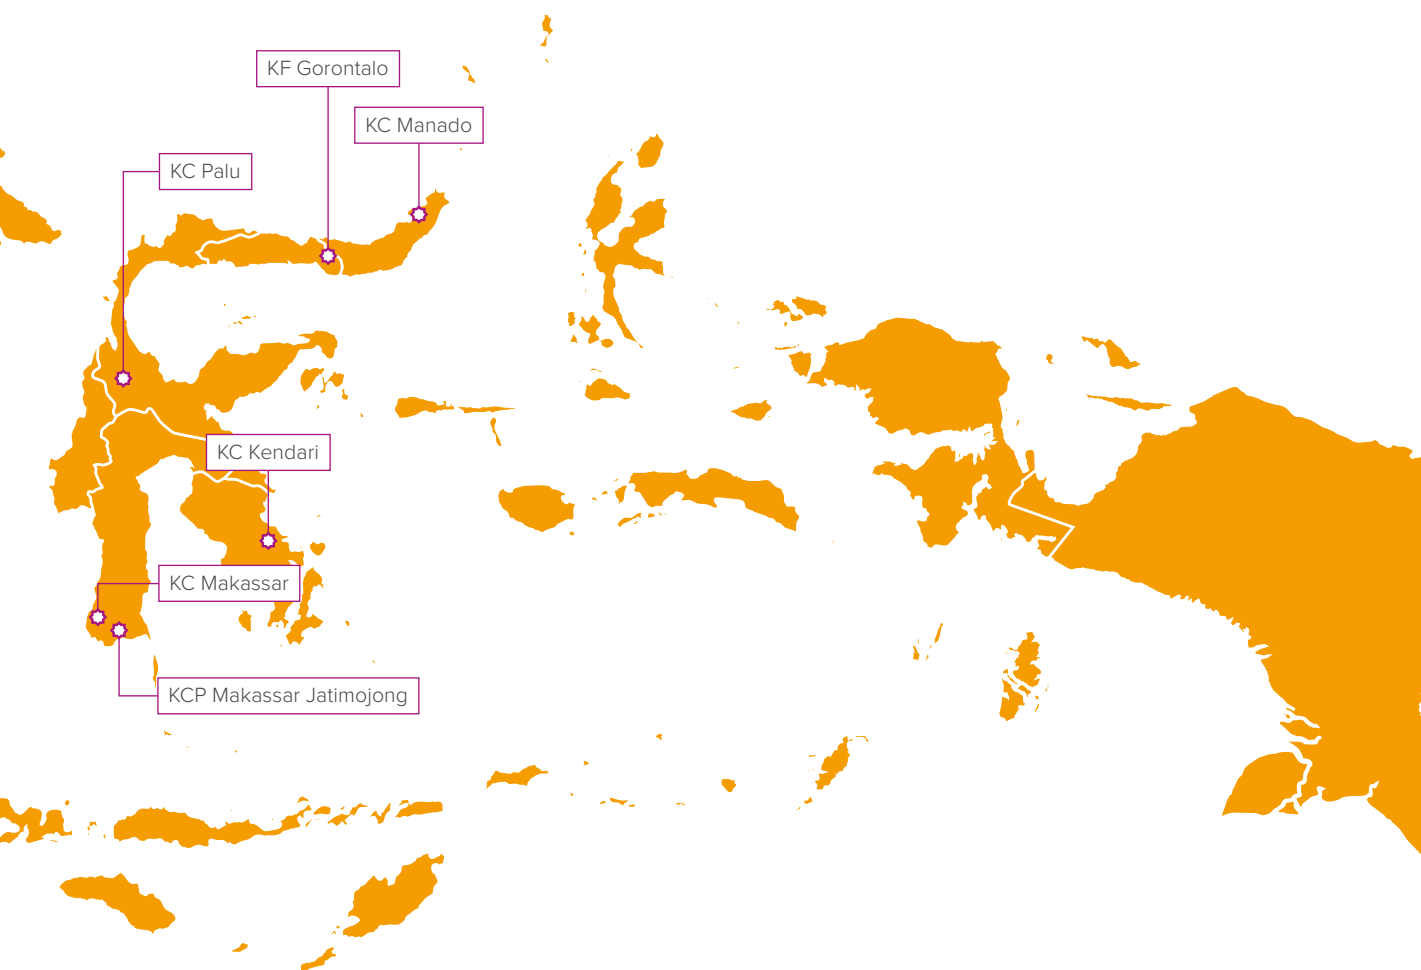 KF Gorontalo
KC Manado
KC Palu
KC Kendari
KC Makassar
KCP Makassar Jatimojong